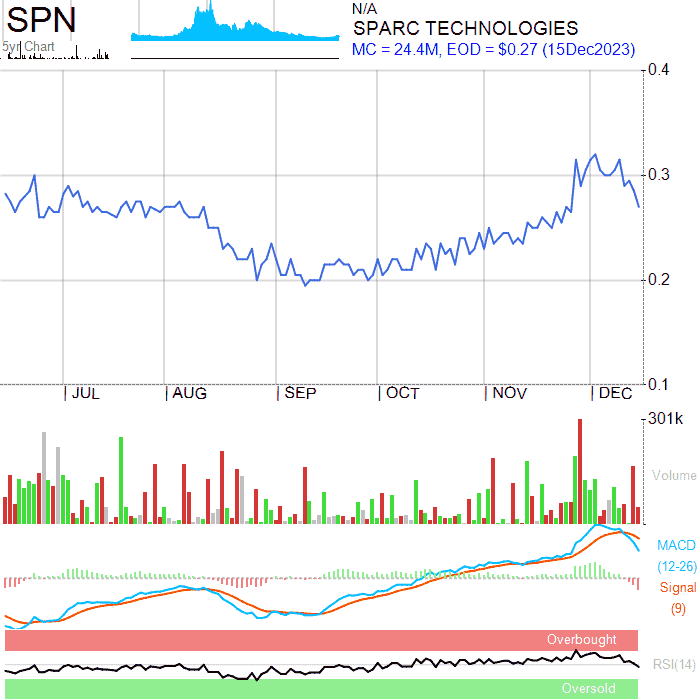 SPN
5yr Chart
N/A
SPARC TECHNOLOGIES
MC = 24.4M, EOD = $0.27 (15Dec2023)
0.4
0.3
0.2
0.1
JUL AUG SEP OCT NOV DEC
301k
Volume
MACD
(12-26)
Signal
(9)
Overbought
RSI(14)
Oversold